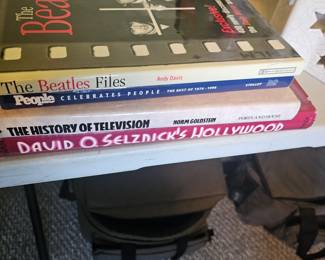 The
Bea
The Beatles Files Andy Davis
People CELEBRATES PEOPLE THE BEST OF 1974-1996
THE HISTORY OF TELEVISION NORM GOLDSTEIN
DAVID O. SELZNICK'S HOLLYWOOD